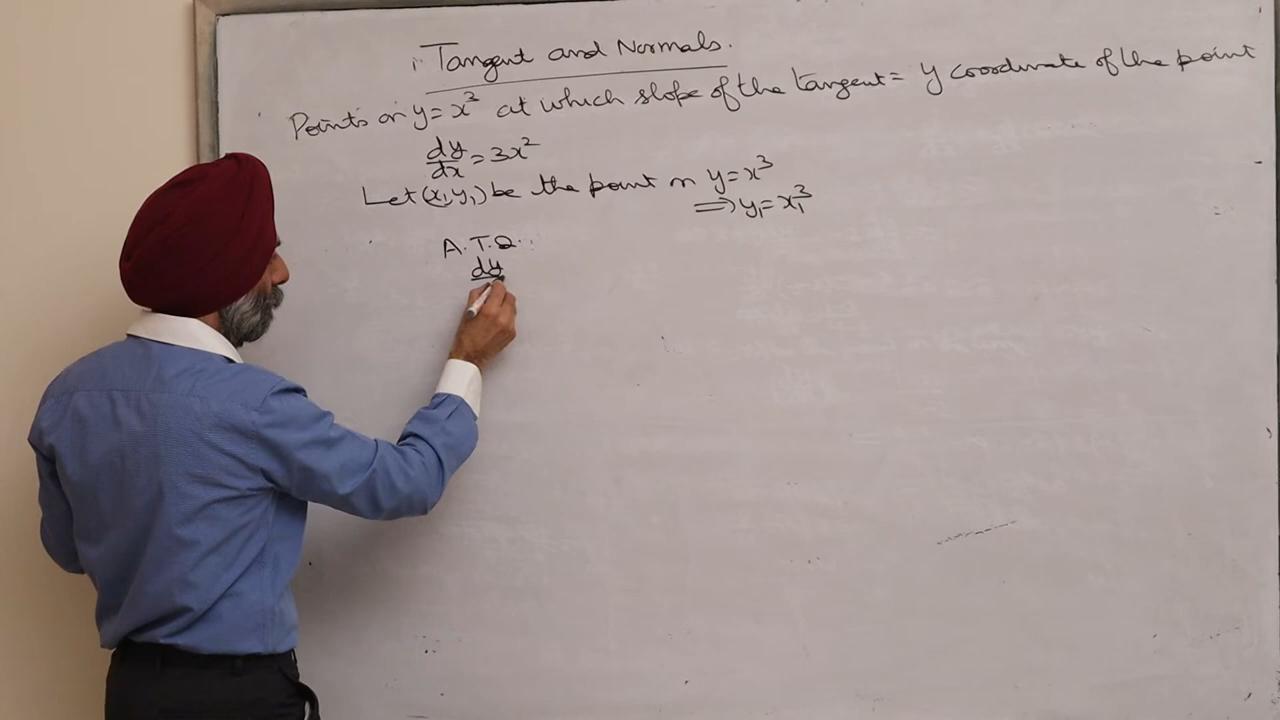 Tangent and Normals.
Points on y=x³ at which slope of the tangent = y coordinate of the point
dy/dx = 3x²
Let (x₁,y₁) be the point on y=x³
⟹ y₁=x₁³
A.T.Q.
dy